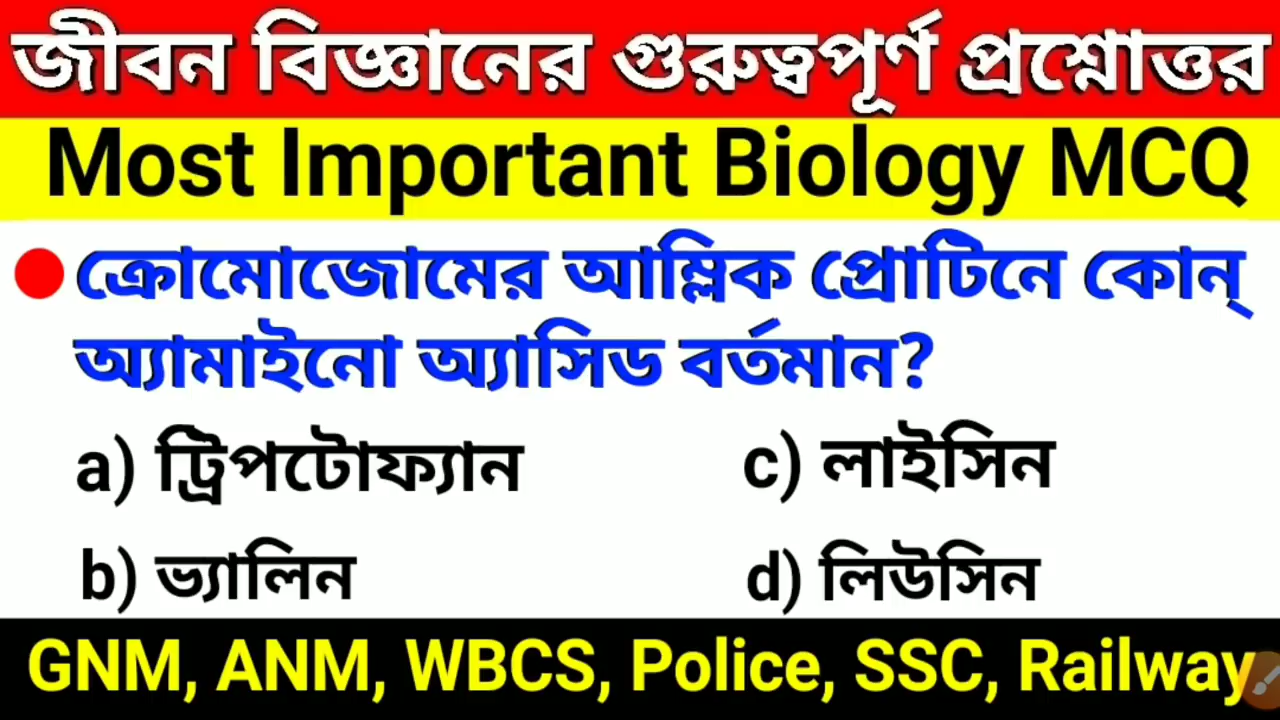 জীবন বিজ্ঞানের গুরুত্বপূর্ণ প্রশ্নোত্তর
Most Important Biology MCQ
ক্রোমোজোমের আম্লিক প্রোটিনে কোন্
অ্যামাইনো অ্যাসিড বর্তমান?
a) ট্রিপটোফ্যান
c) লাইসিন
b) ভ্যালিন
d) লিউসিন
GNM, ANM, WBCS, Police, SSC, Railway